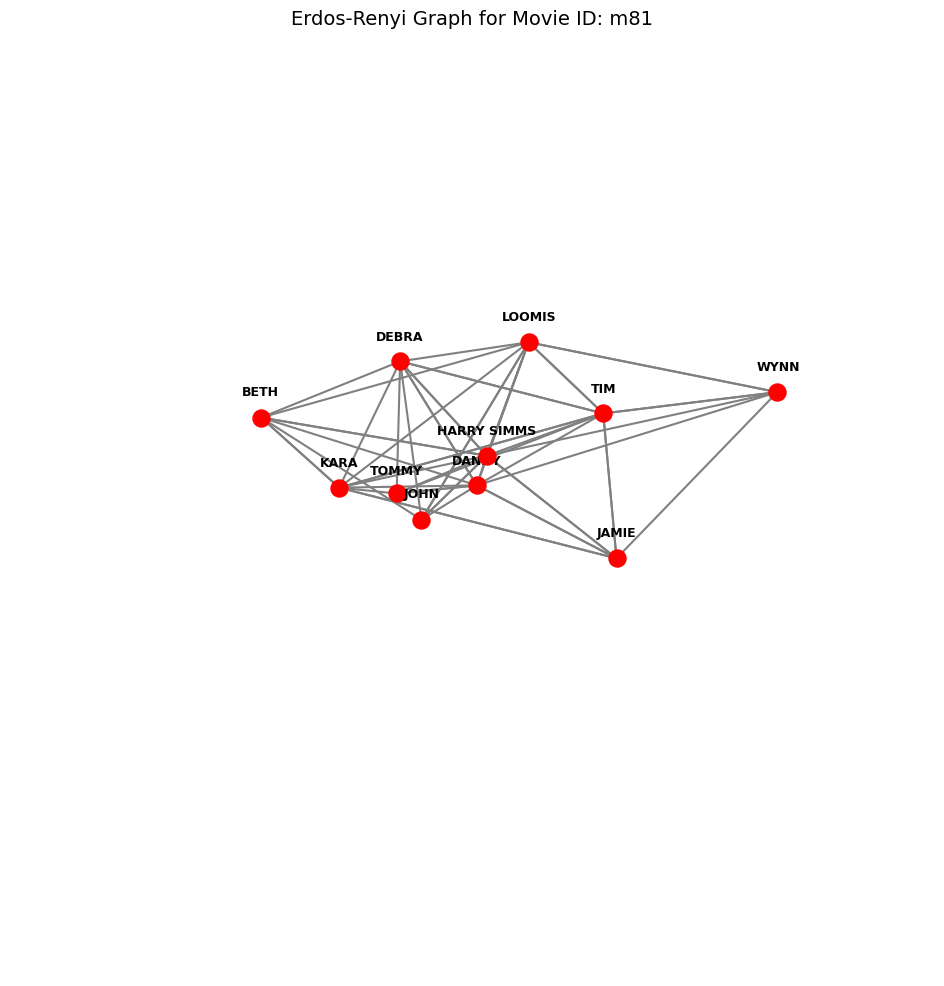 Erdos-Renyi Graph for Movie ID: m81
LOOMIS
DEBRA
WYNN
TIM
BETH
HARRY SIMMS
DANNY
KARA
TOMMY
JOHN
JAMIE